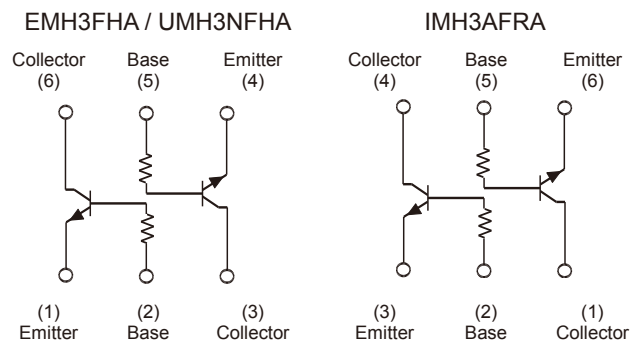 EMH3FHA / UMH3NFHA
Collector Base Emitter
(6) (5) (4)
(1) (2) (3)
Emitter Base Collector
IMH3AFRA
Collector Base Emitter
(4) (5) (6)
(3) (2) (1)
Emitter Base Collector